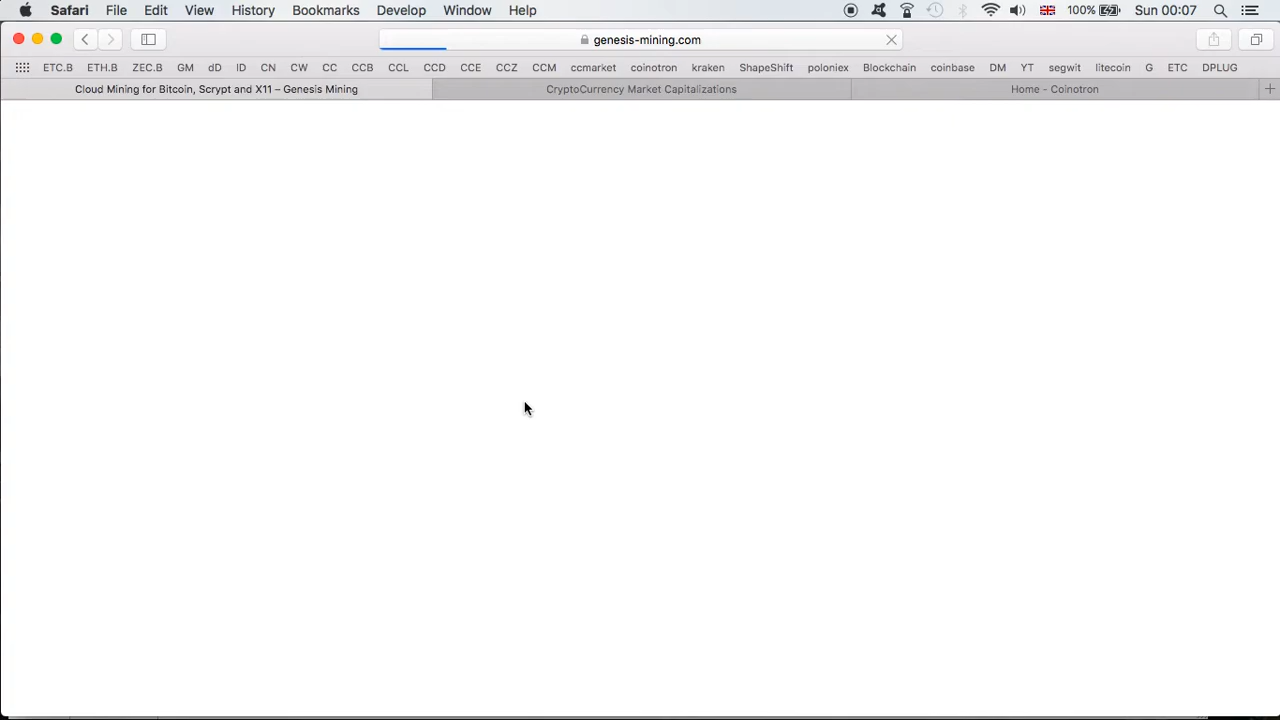 Safari File Edit View History Bookmarks Develop Window Help 100% Sun 00:07
genesis-mining.com
ETC.B ETH.B ZEC.B GM dD ID CN CW CC CCB CCL CCD CCE CCZ CCM ccmarket coinotron kraken ShapeShift poloniex Blockchain coinbase DM YT segwit litecoin G ETC DPLUG
Cloud Mining for Bitcoin, Scrypt and X11 – Genesis Mining CryptoCurrency Market Capitalizations Home - Coinotron